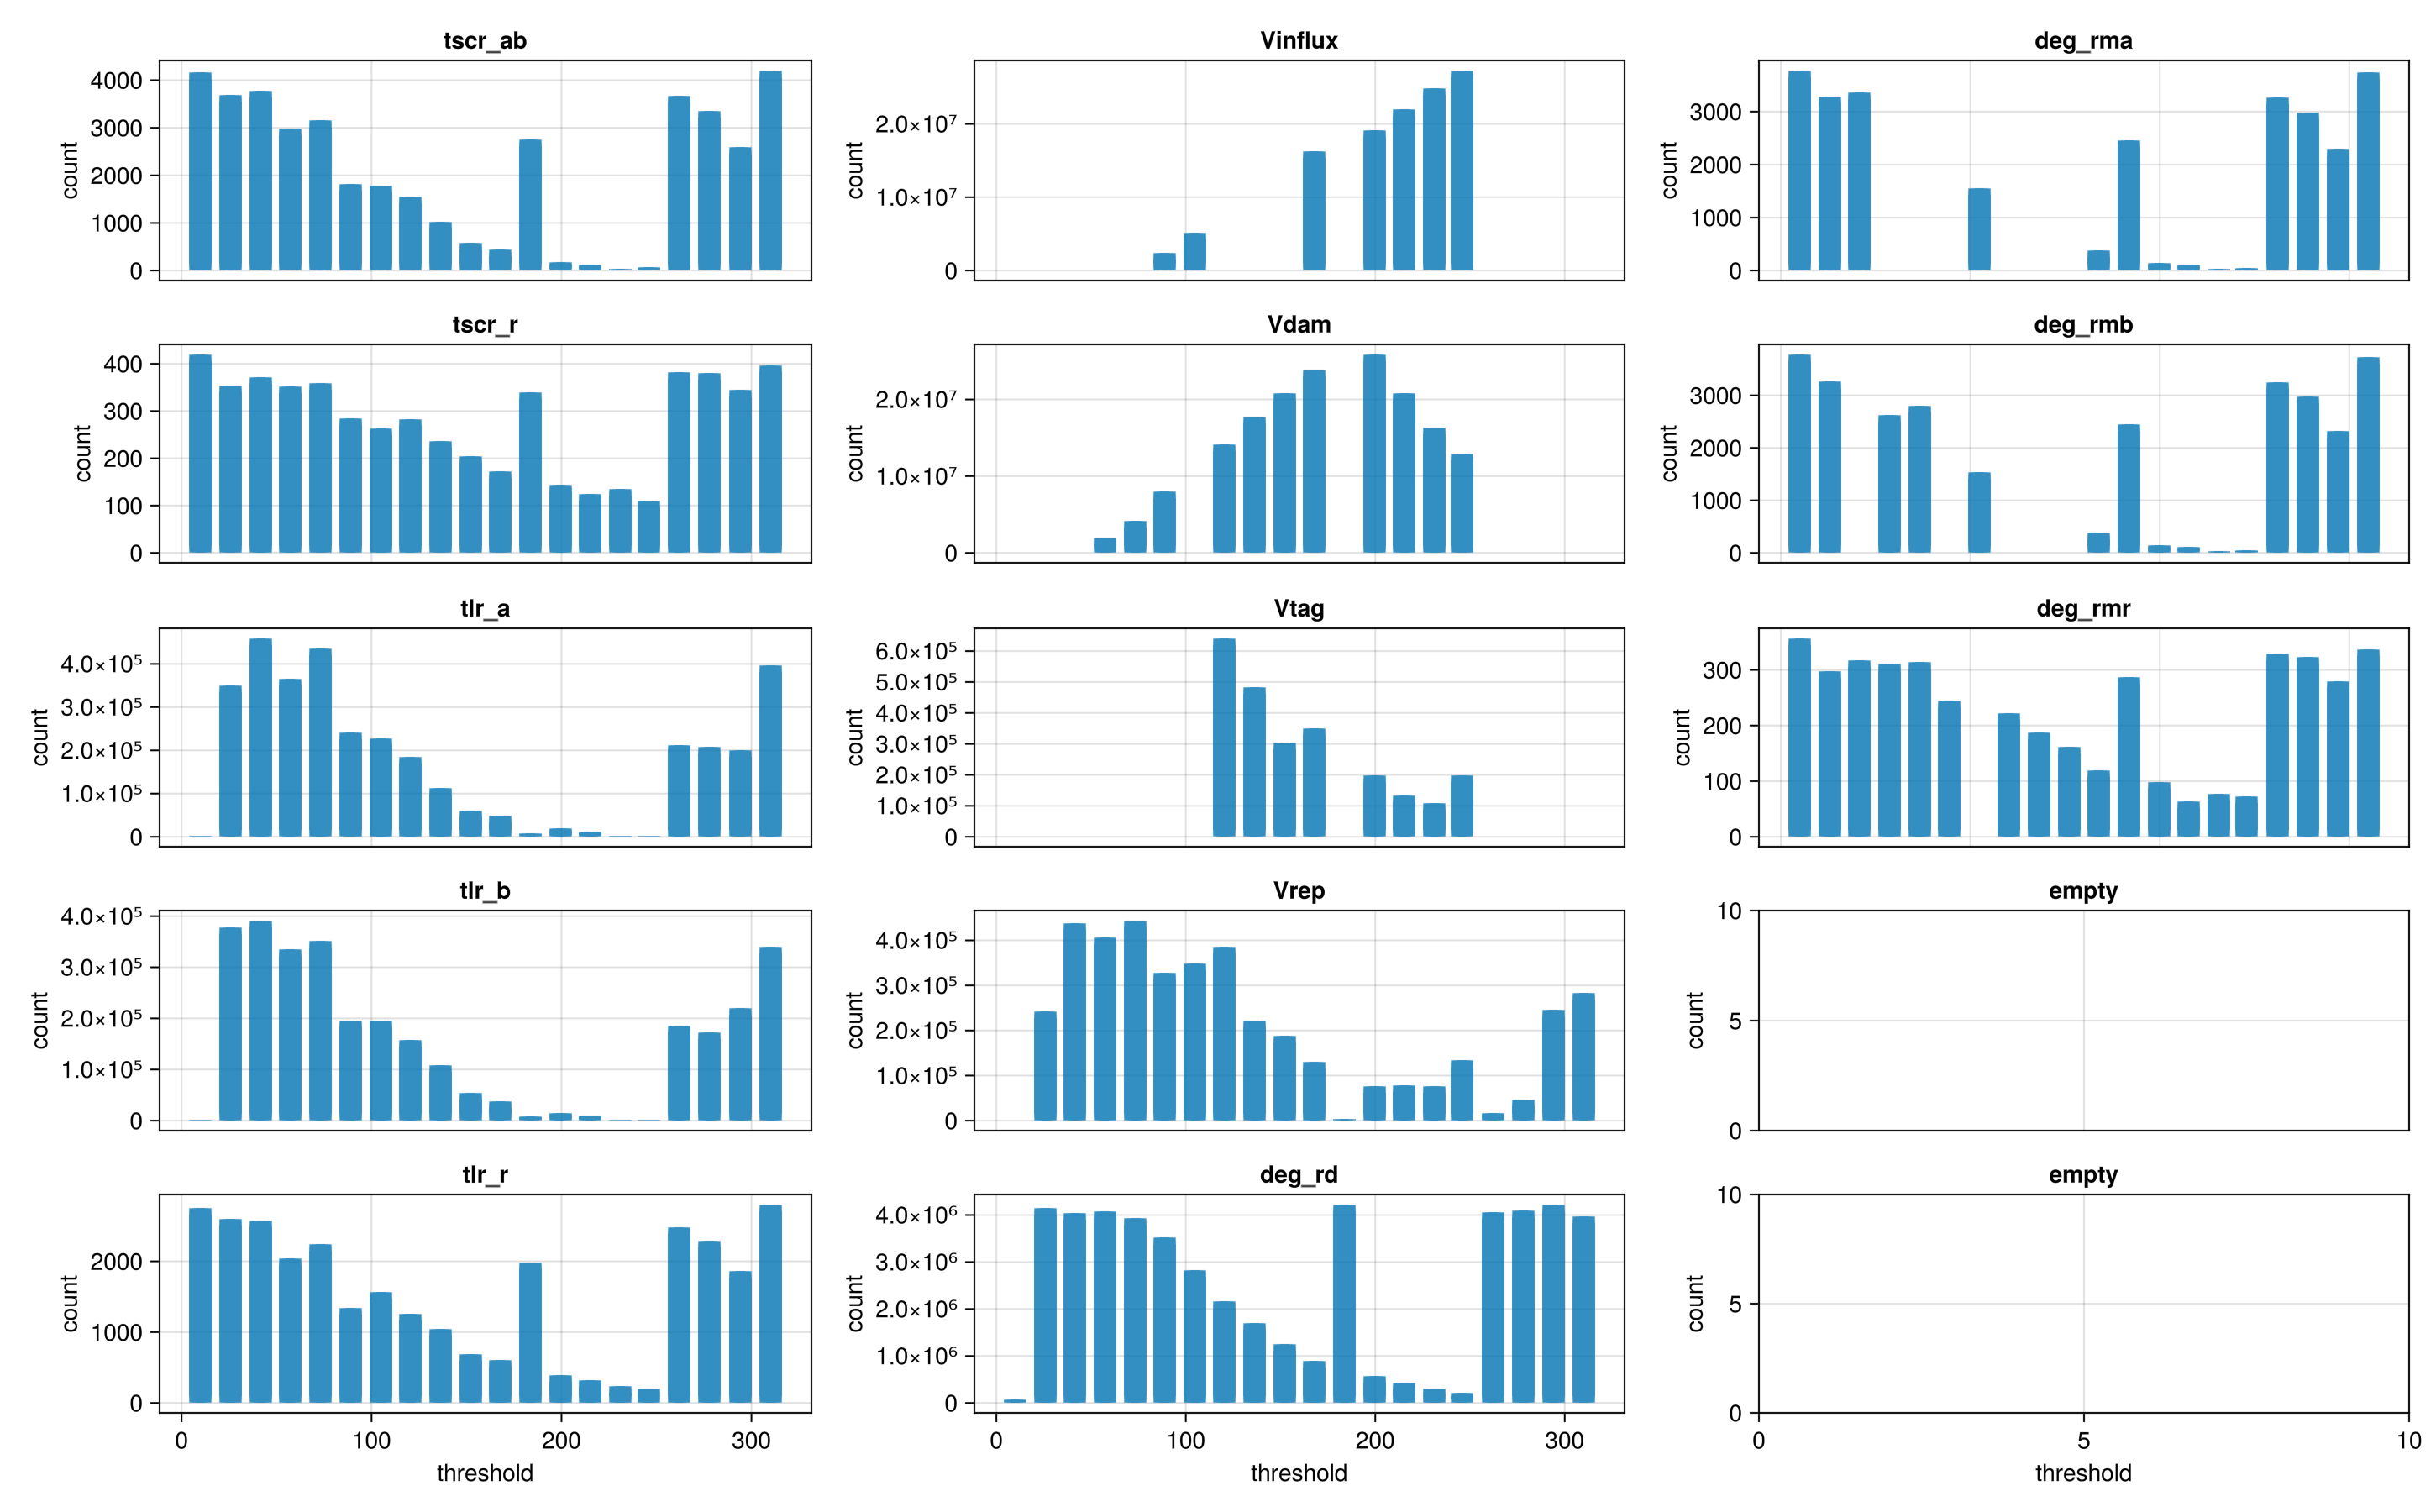 tscr_ab
Vinflux
deg_rma
count
4000
3000
2000
1000
0
count
2.0×10⁷
1.0×10⁷
0
count
3000
2000
1000
0
tscr_r
Vdam
deg_rmb
count
400
300
200
100
0
count
2.0×10⁷
1.0×10⁷
0
count
3000
2000
1000
0
tlr_a
Vtag
deg_rmr
count
4.0×10⁵
3.0×10⁵
2.0×10⁵
1.0×10⁵
0
count
6.0×10⁵
5.0×10⁵
4.0×10⁵
3.0×10⁵
2.0×10⁵
1.0×10⁵
0
count
300
200
100
0
tlr_b
Vrep
empty
count
4.0×10⁵
3.0×10⁵
2.0×10⁵
1.0×10⁵
0
count
4.0×10⁵
3.0×10⁵
2.0×10⁵
1.0×10⁵
0
count
10
5
0
tlr_r
deg_rd
empty
count
2000
1000
0
count
4.0×10⁶
3.0×10⁶
2.0×10⁶
1.0×10⁶
0
count
10
5
0
0 100 200 300
threshold
0 100 200 300
threshold
0 5 10
threshold